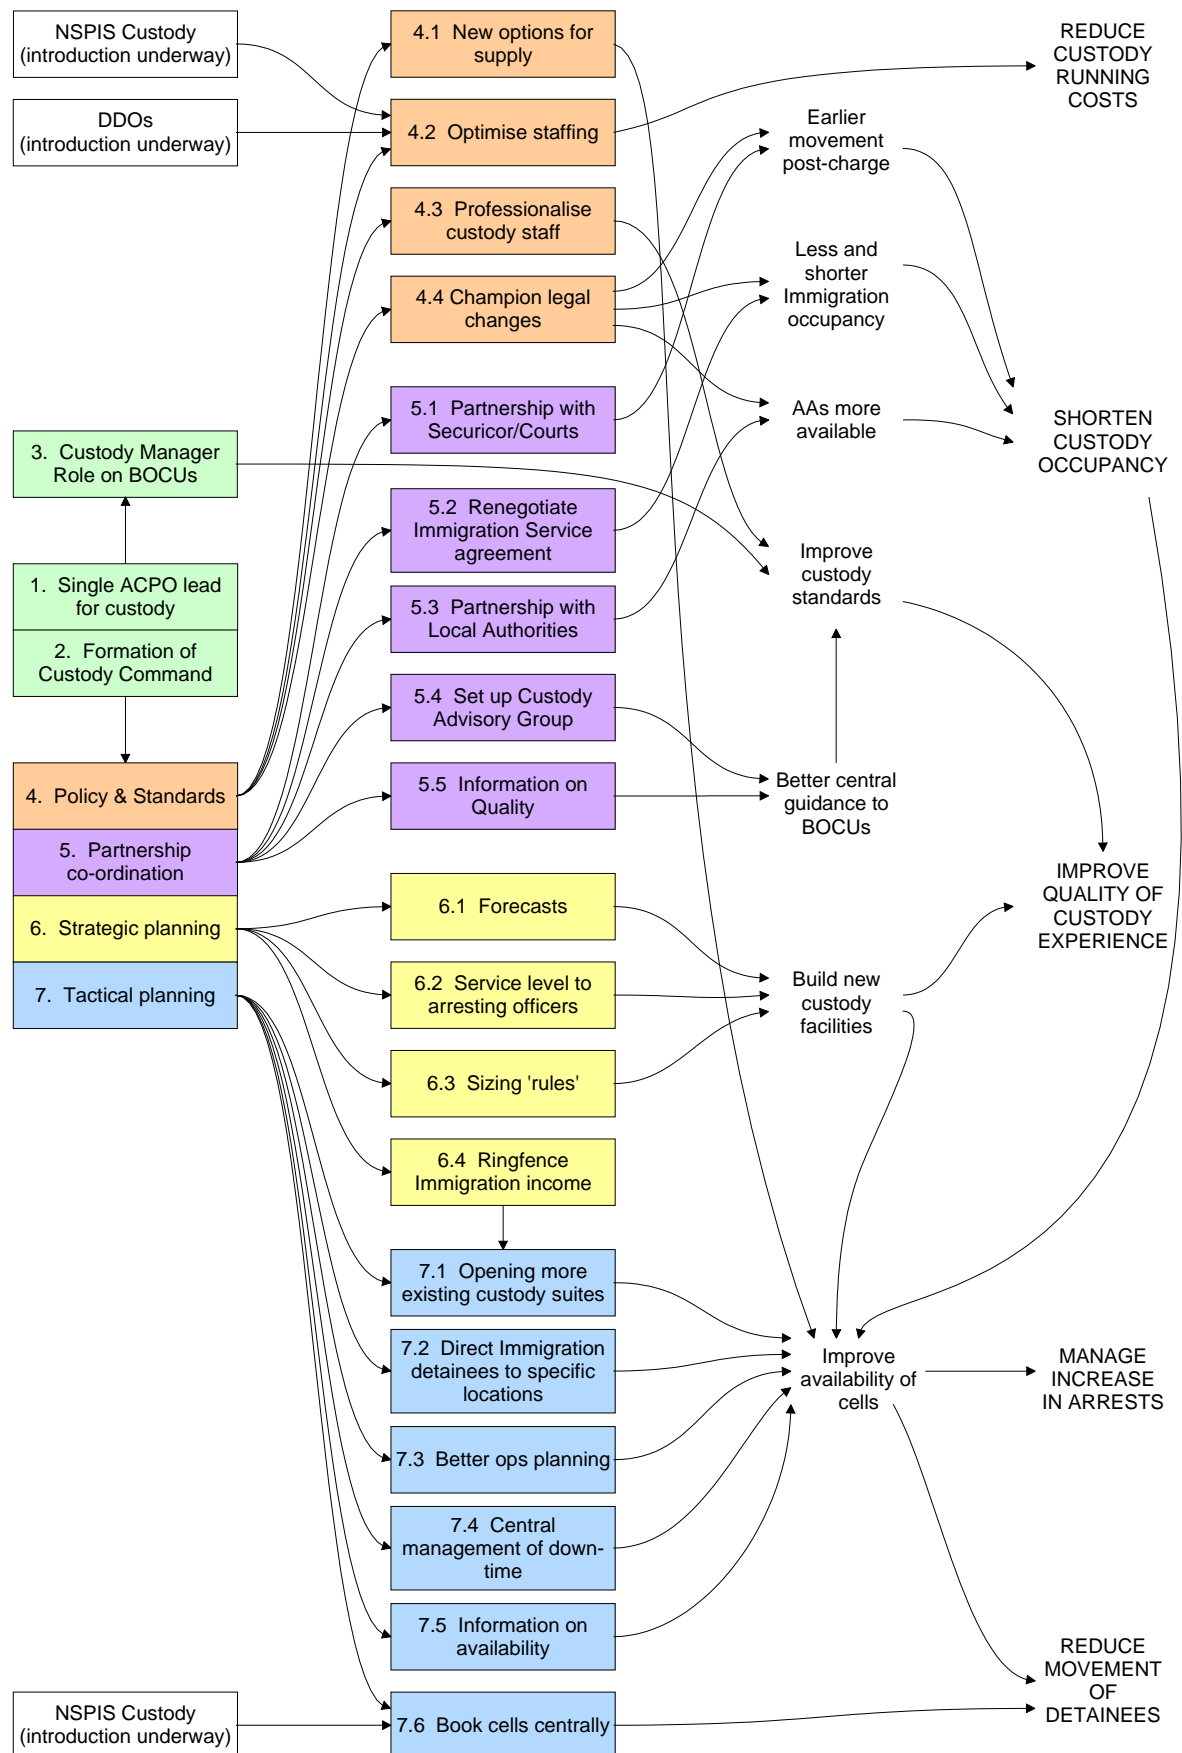 NSPIS Custody
(introduction underway)
DDOs
(introduction underway)
3.  Custody Manager
Role on BOCUs
1.  Single ACPO lead
for custody
2.  Formation of
Custody Command
4.  Policy & Standards
5.  Partnership
co-ordination
6.  Strategic planning
7.  Tactical planning
NSPIS Custody
(introduction underway)
4.1  New options for
supply
4.2  Optimise staffing
4.3  Professionalise
custody staff
4.4 Champion legal
changes
5.1  Partnership with
Securicor/Courts
5.2  Renegotiate
Immigration Service
agreement
5.3  Partnership with
Local Authorities
5.4  Set up Custody
Advisory Group
5.5  Information on
Quality
6.1  Forecasts
6.2  Service level to
arresting officers
6.3  Sizing 'rules'
6.4  Ringfence
Immigration income
7.1  Opening more
existing custody suites
7.2  Direct Immigration
detainees to specific
locations
7.3  Better ops planning
7.4  Central
management of down-
time
7.5  Information on
availability
7.6  Book cells centrally
Earlier
movement
post-charge
Less and
shorter
Immigration
occupancy
AAs more
available
Improve
custody
standards
Better central
guidance to
BOCUs
Build new
custody
facilities
Improve
availability of
cells
REDUCE
CUSTODY
RUNNING
COSTS
SHORTEN
CUSTODY
OCCUPANCY
IMPROVE
QUALITY OF
CUSTODY
EXPERIENCE
MANAGE
INCREASE
IN ARRESTS
REDUCE
MOVEMENT
OF
DETAINEES